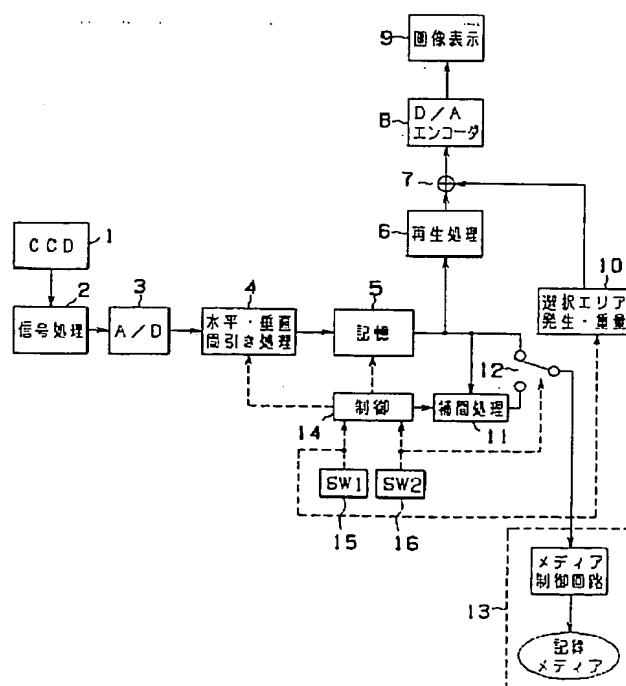 9
画像表示
8
D/A
エンコーダ
7
6
再生処理
1
CCD
2
信号処理
3
A/D
4
水平・垂直
間引き処理
5
記憶
10
選択エリア
発生・重畳
12
制御
14
補間処理
11
SW1
15
SW2
16
13
メディア
制御回路
記録
メディア